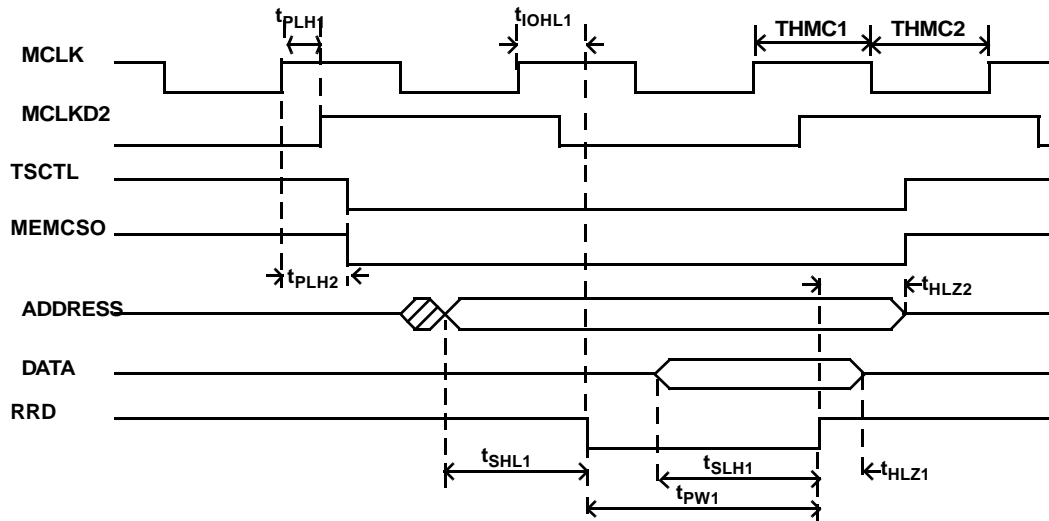 tPLH1
tIOHL1
THMC1
THMC2
MCLK
MCLKD2
TSCTL
MEMCSO
tPLH2
tHLZ2
ADDRESS
DATA
RRD
tSHL1
tSLH1
tHLZ1
tPW1